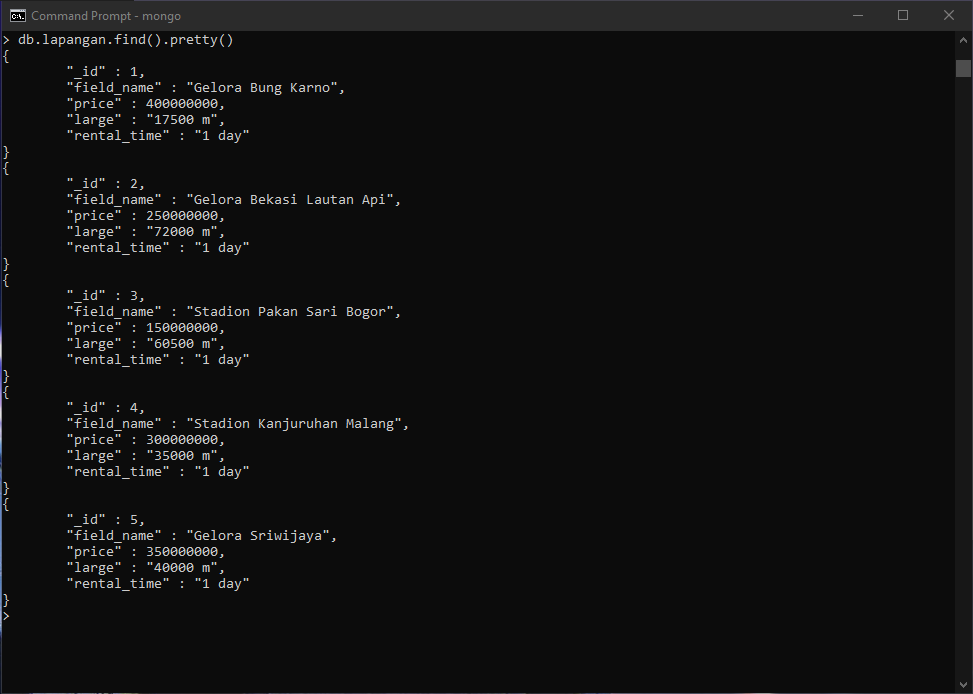 Command Prompt - mongo
> db.lapangan.find().pretty()
{
        "_id" : 1,
        "field_name" : "Gelora Bung Karno",
        "price" : 400000000,
        "large" : "17500 m",
        "rental_time" : "1 day"
}
{
        "_id" : 2,
        "field_name" : "Gelora Bekasi Lautan Api",
        "price" : 250000000,
        "large" : "72000 m",
        "rental_time" : "1 day"
}
{
        "_id" : 3,
        "field_name" : "Stadion Pakan Sari Bogor",
        "price" : 150000000,
        "large" : "60500 m",
        "rental_time" : "1 day"
}
{
        "_id" : 4,
        "field_name" : "Stadion Kanjuruhan Malang",
        "price" : 300000000,
        "large" : "35000 m",
        "rental_time" : "1 day"
}
{
        "_id" : 5,
        "field_name" : "Gelora Sriwijaya",
        "price" : 350000000,
        "large" : "40000 m",
        "rental_time" : "1 day"
}
>